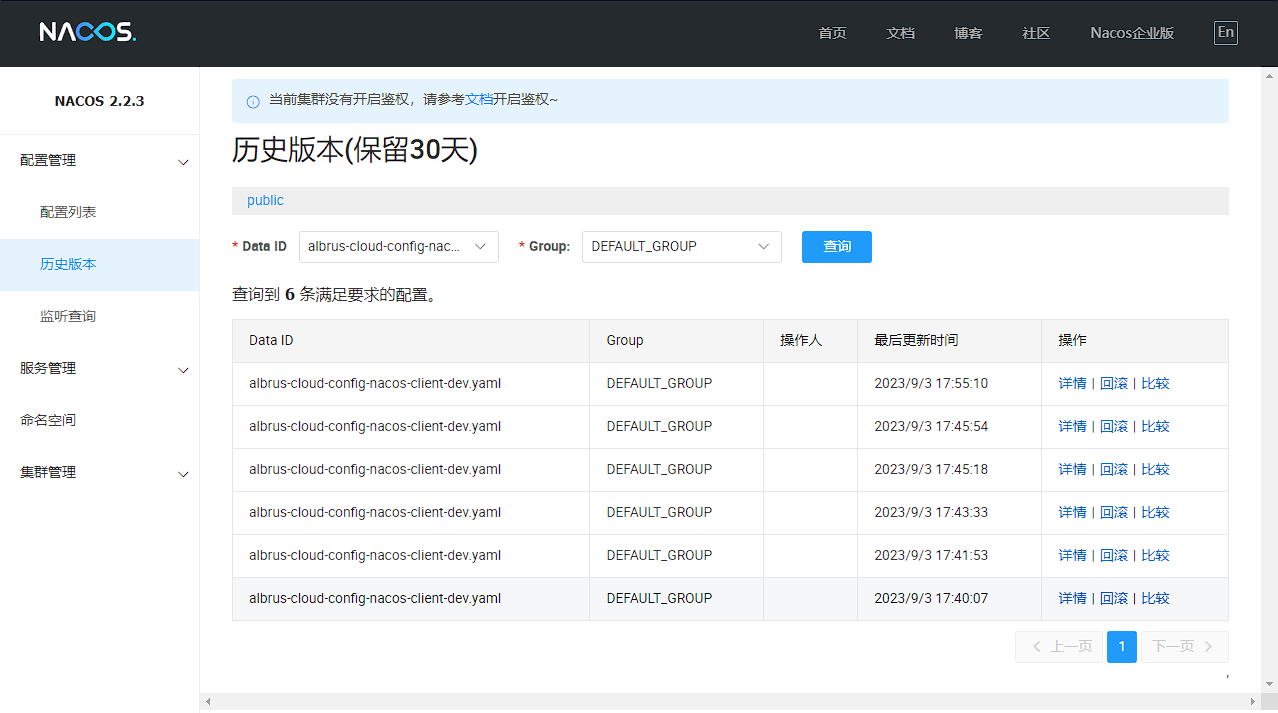 NACOS. 首页 文档 博客 社区 Nacos企业版 En
NACOS 2.2.3
配置管理
配置列表
历史版本
监听查询
服务管理
命名空间
集群管理
当前集群没有开启鉴权，请参考文档开启鉴权~
历史版本(保留30天)
public
* Data ID albrus-cloud-config-nac... * Group: DEFAULT_GROUP 查询
查询到 6 条满足要求的配置。
Data ID Group 操作人 最后更新时间 操作
albrus-cloud-config-nacos-client-dev.yaml DEFAULT_GROUP 2023/9/3 17:55:10 详情 | 回滚 | 比较
albrus-cloud-config-nacos-client-dev.yaml DEFAULT_GROUP 2023/9/3 17:45:54 详情 | 回滚 | 比较
albrus-cloud-config-nacos-client-dev.yaml DEFAULT_GROUP 2023/9/3 17:45:18 详情 | 回滚 | 比较
albrus-cloud-config-nacos-client-dev.yaml DEFAULT_GROUP 2023/9/3 17:43:33 详情 | 回滚 | 比较
albrus-cloud-config-nacos-client-dev.yaml DEFAULT_GROUP 2023/9/3 17:41:53 详情 | 回滚 | 比较
albrus-cloud-config-nacos-client-dev.yaml DEFAULT_GROUP 2023/9/3 17:40:07 详情 | 回滚 | 比较
上一页 1 下一页